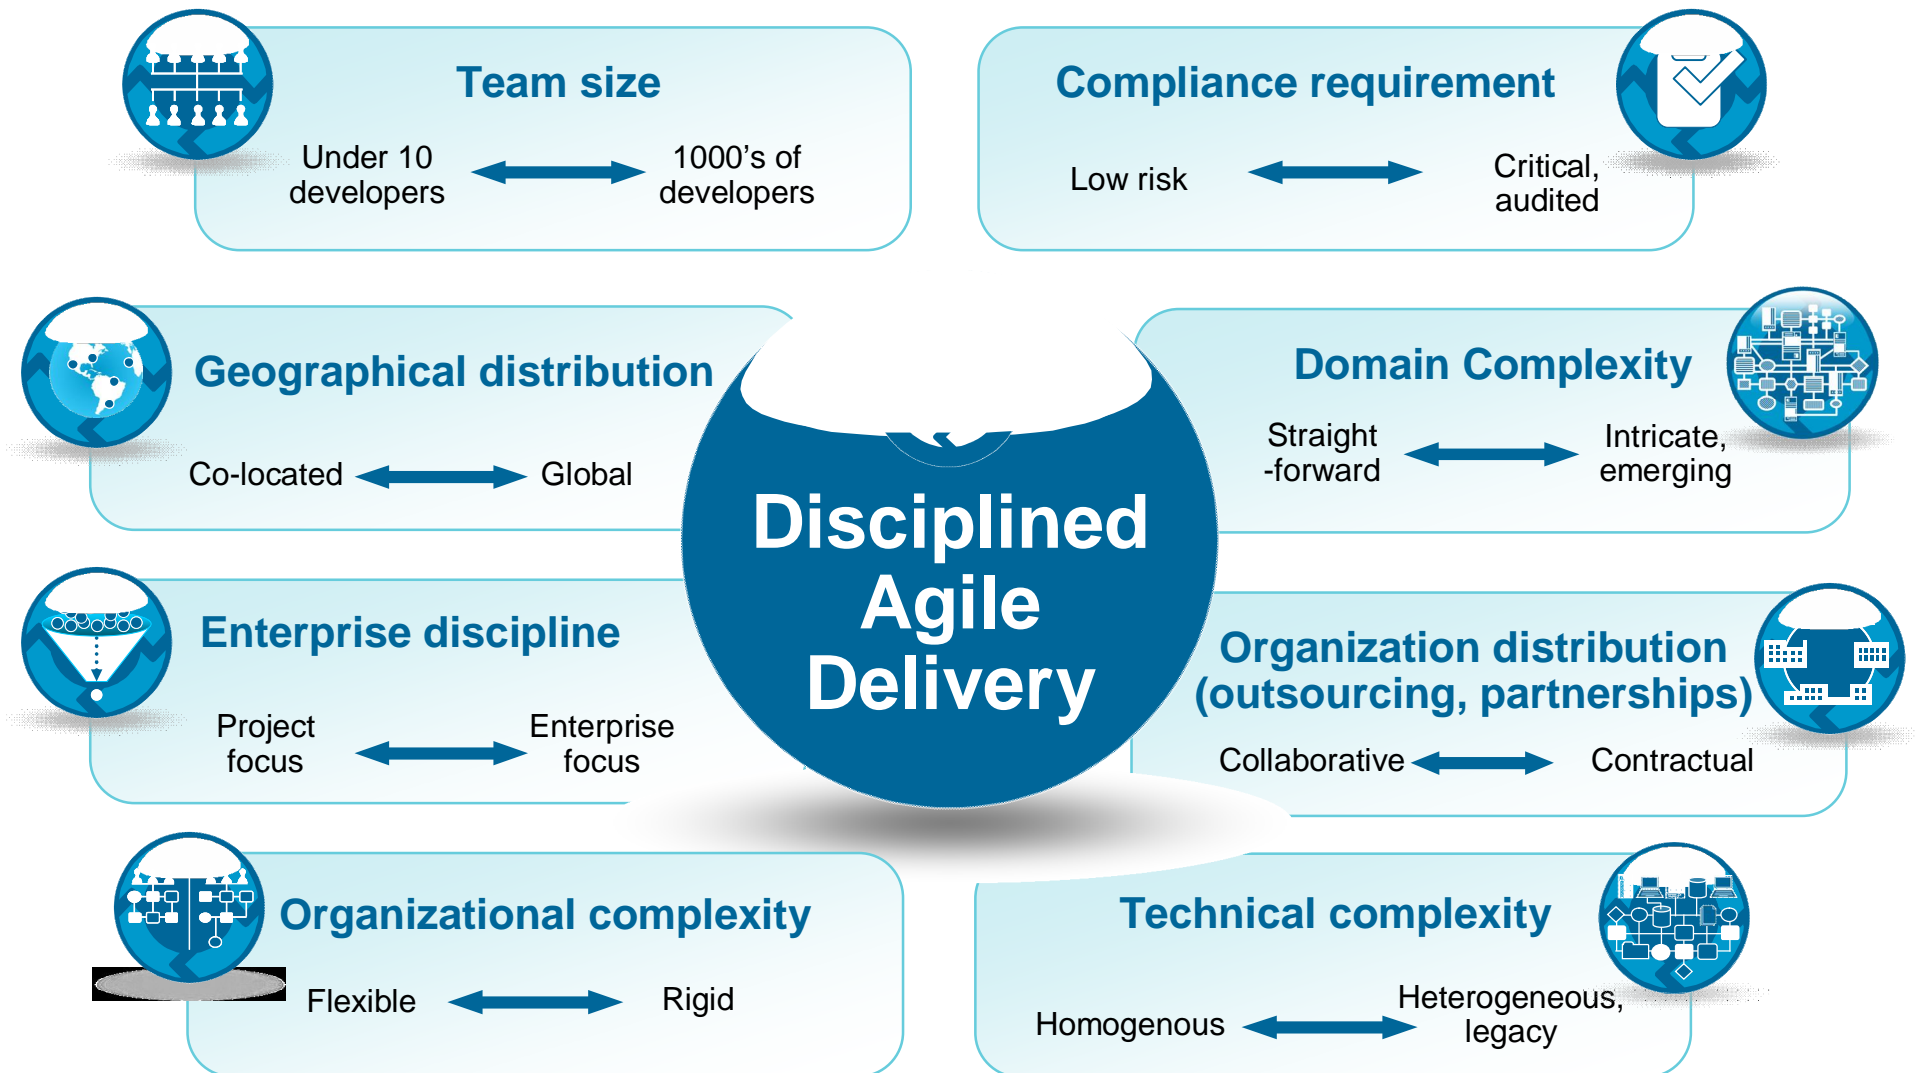 Team size
Under 10
developers
1000’s of
developers
Compliance requirement
Low risk
Critical,
audited
Geographical distribution
Co-located
Global
Domain Complexity
Straight
-forward
Intricate,
emerging
Disciplined
Agile
Delivery
Enterprise discipline
Project
focus
Enterprise
focus
Organization distribution
(outsourcing, partnerships)
Collaborative
Contractual
Organizational complexity
Flexible
Rigid
Technical complexity
Homogenous
Heterogeneous,
legacy